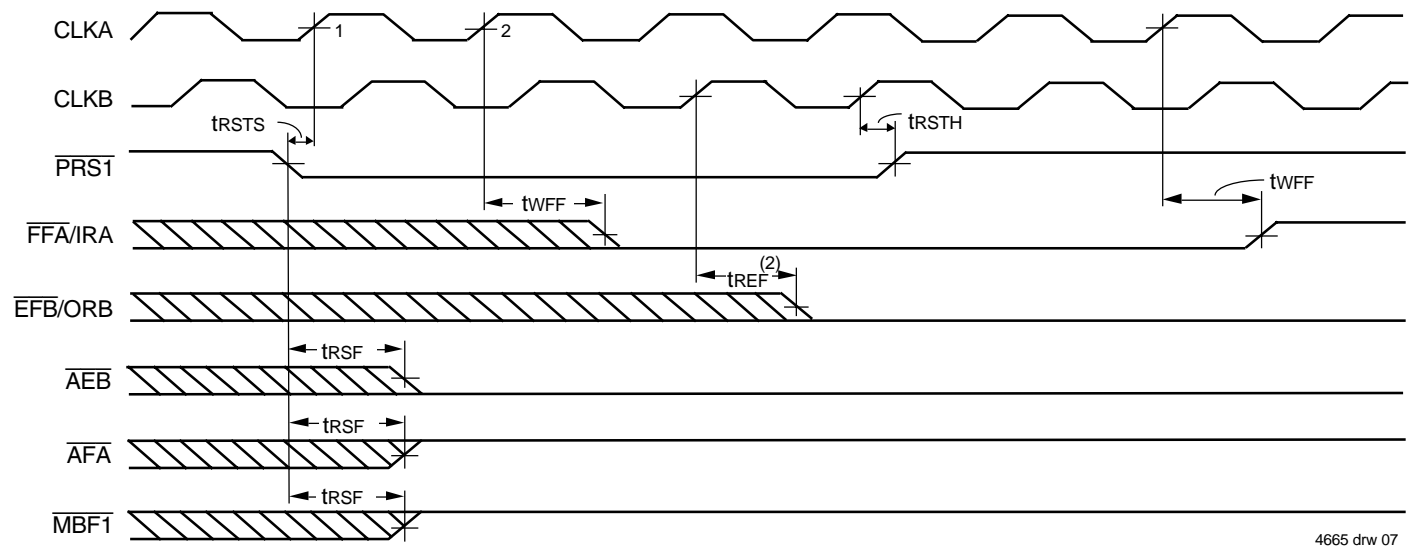 CLKA
1
2
CLKB
tRSTS
tRSTH
PRS1
tWFF
tWFF
FFA/IRA
tREF(2)
EFB/ORB
tRSF
AEB
tRSF
AFA
tRSF
MBF1
4665 drw 07